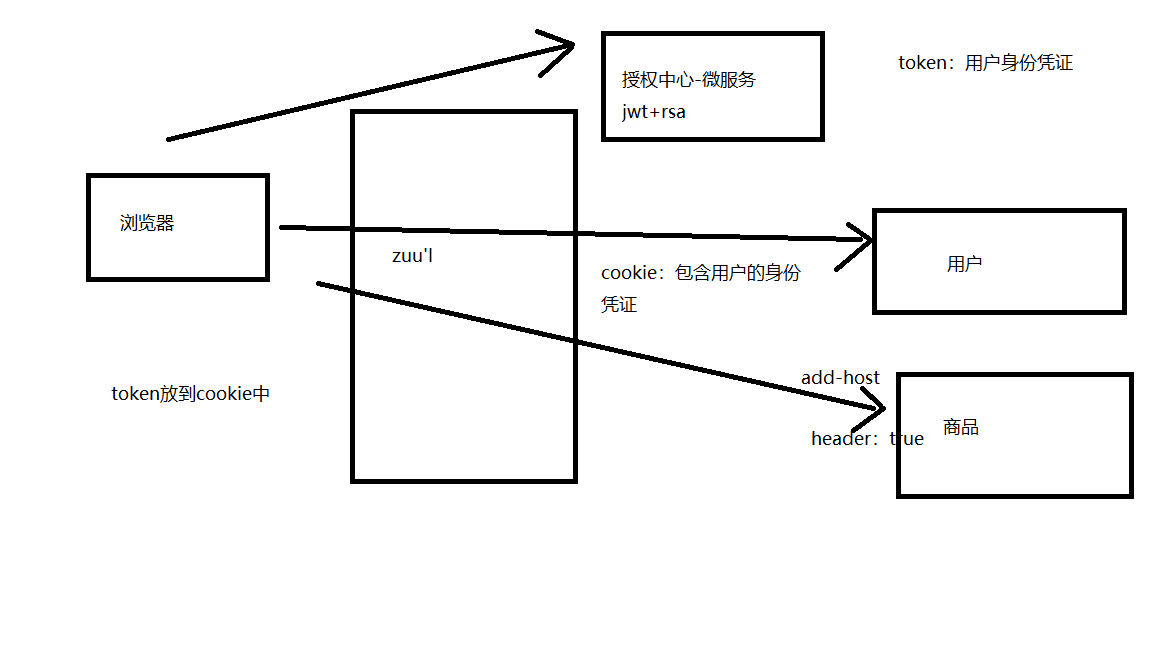 授权中心-微服务
jwt+rsa
token：用户身份凭证
浏览器
zuu'l
cookie：包含用户的身份
凭证
用户
token放到cookie中
add-host
header：true
商品